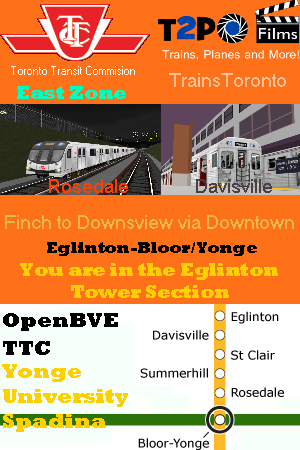 TTC
T2PO Films
Trains, Planes and More!
Toronto Transit Commision
TrainsToronto
East Zone
Rosedale
Davisville
Finch to Downsview via Downtown
Eglinton-Bloor/Yonge
You are in the Eglinton
Tower Section
OpenBVE
TTC
Yonge
University
Spadina
Eglinton
Davisville
St Clair
Summerhill
Rosedale
Bloor-Yonge